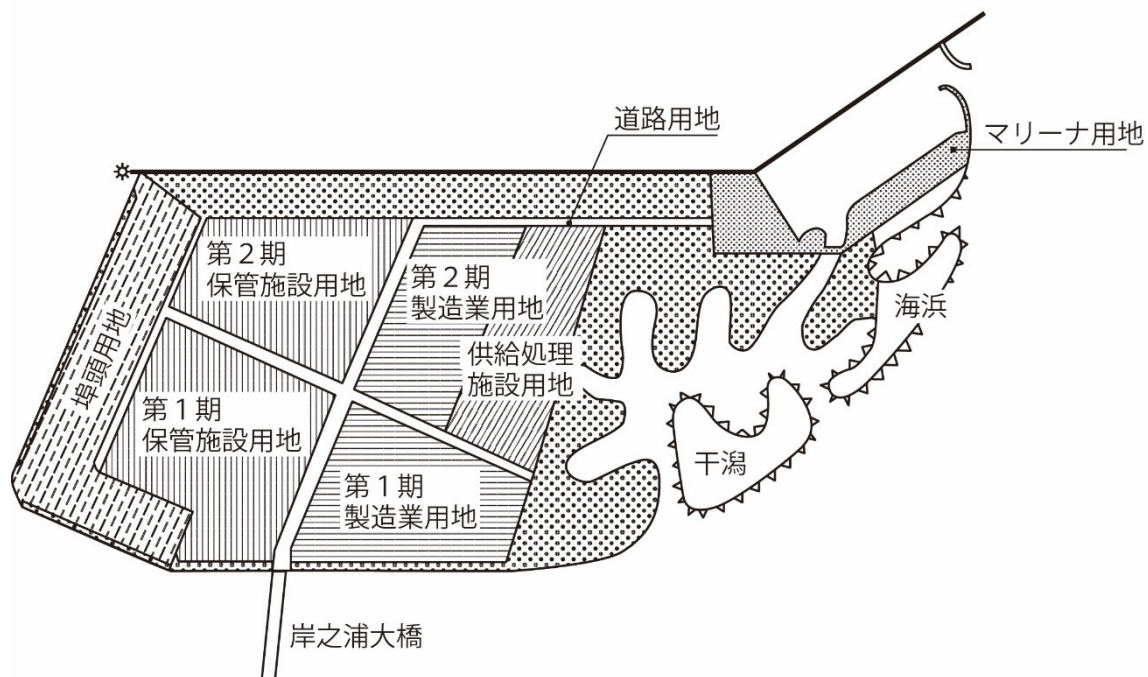 道路用地
マリーナ用地
第２期
保管施設用地
第２期
製造業用地
海浜
供給処理
施設用地
埠頭用地
第１期
保管施設用地
干潟
第１期
製造業用地
岸之浦大橋